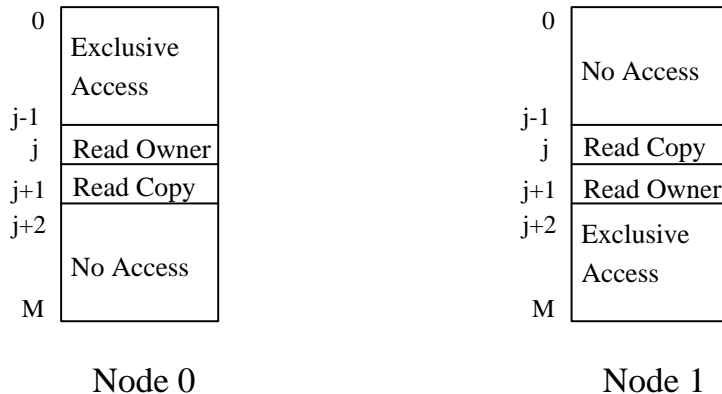 0
Exclusive
Access
j-1
j
Read Owner
j+1
Read Copy
j+2
No Access
M
Node 0
0
No Access
j-1
j
Read Copy
j+1
Read Owner
j+2
Exclusive
Access
M
Node 1